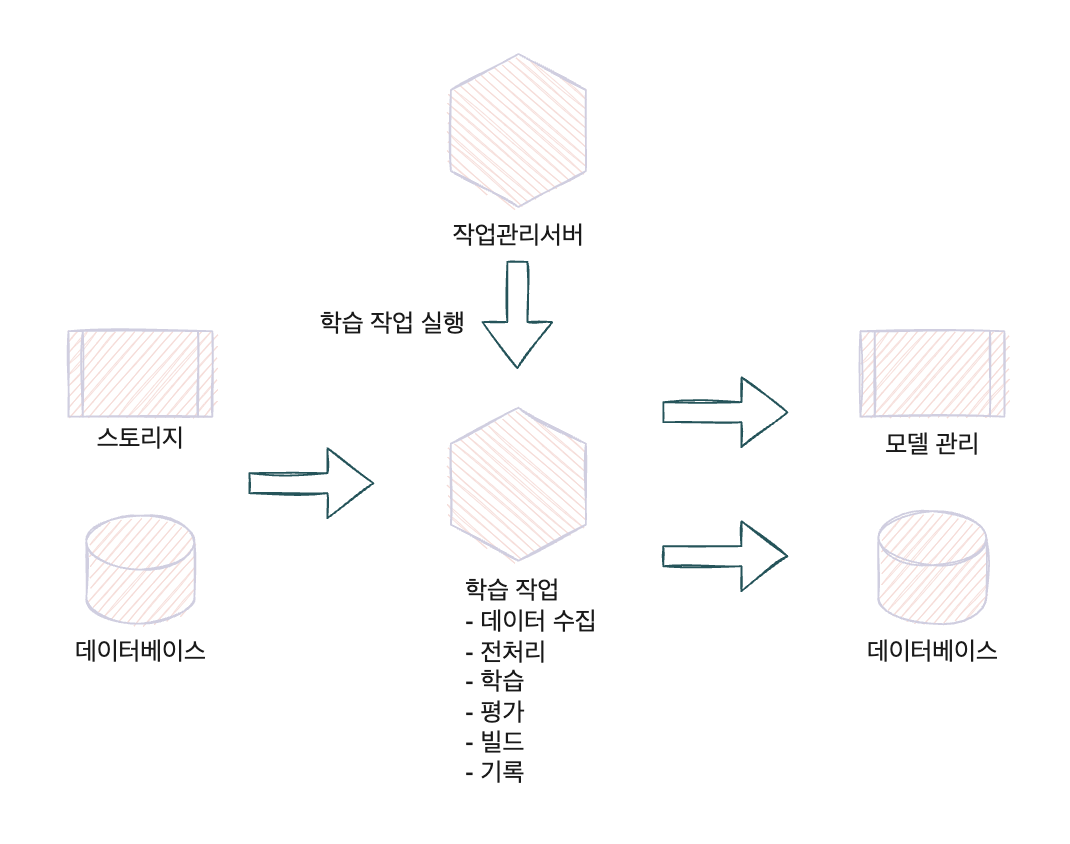 작업관리서버
학습 작업 실행
스토리지
데이터베이스
학습 작업
- 데이터 수집
- 전처리
- 학습
- 평가
- 빌드
- 기록
모델 관리
데이터베이스